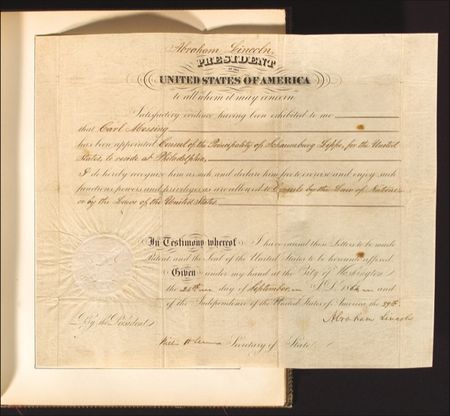 Abraham Lincoln,
PRESIDENT
OF THE
UNITED STATES OF AMERICA
to all whom it may concern
Satisfactory evidence having been exhibited to me
that Carl
has been appointed Consul of the Principality of Schaumburg Lippe, for the United
States, to reside at Philadelphia,
I do hereby recognize him as such, and declare him free to exercise and enjoy such
functions, powers and privileges as are allowed to Consuls by the Law of Nations
or by the Laws of the United States.
In Testimony whereof I have caused these Letters to be made
Patent, and the Seal of the United States to be hereunto affixed
Given under my hand at the City of Washington
the day of September, A.D. 1864, and
of the Independence of the United States of America, the 89th.
Abraham Lincoln
By the President
Secretary of State